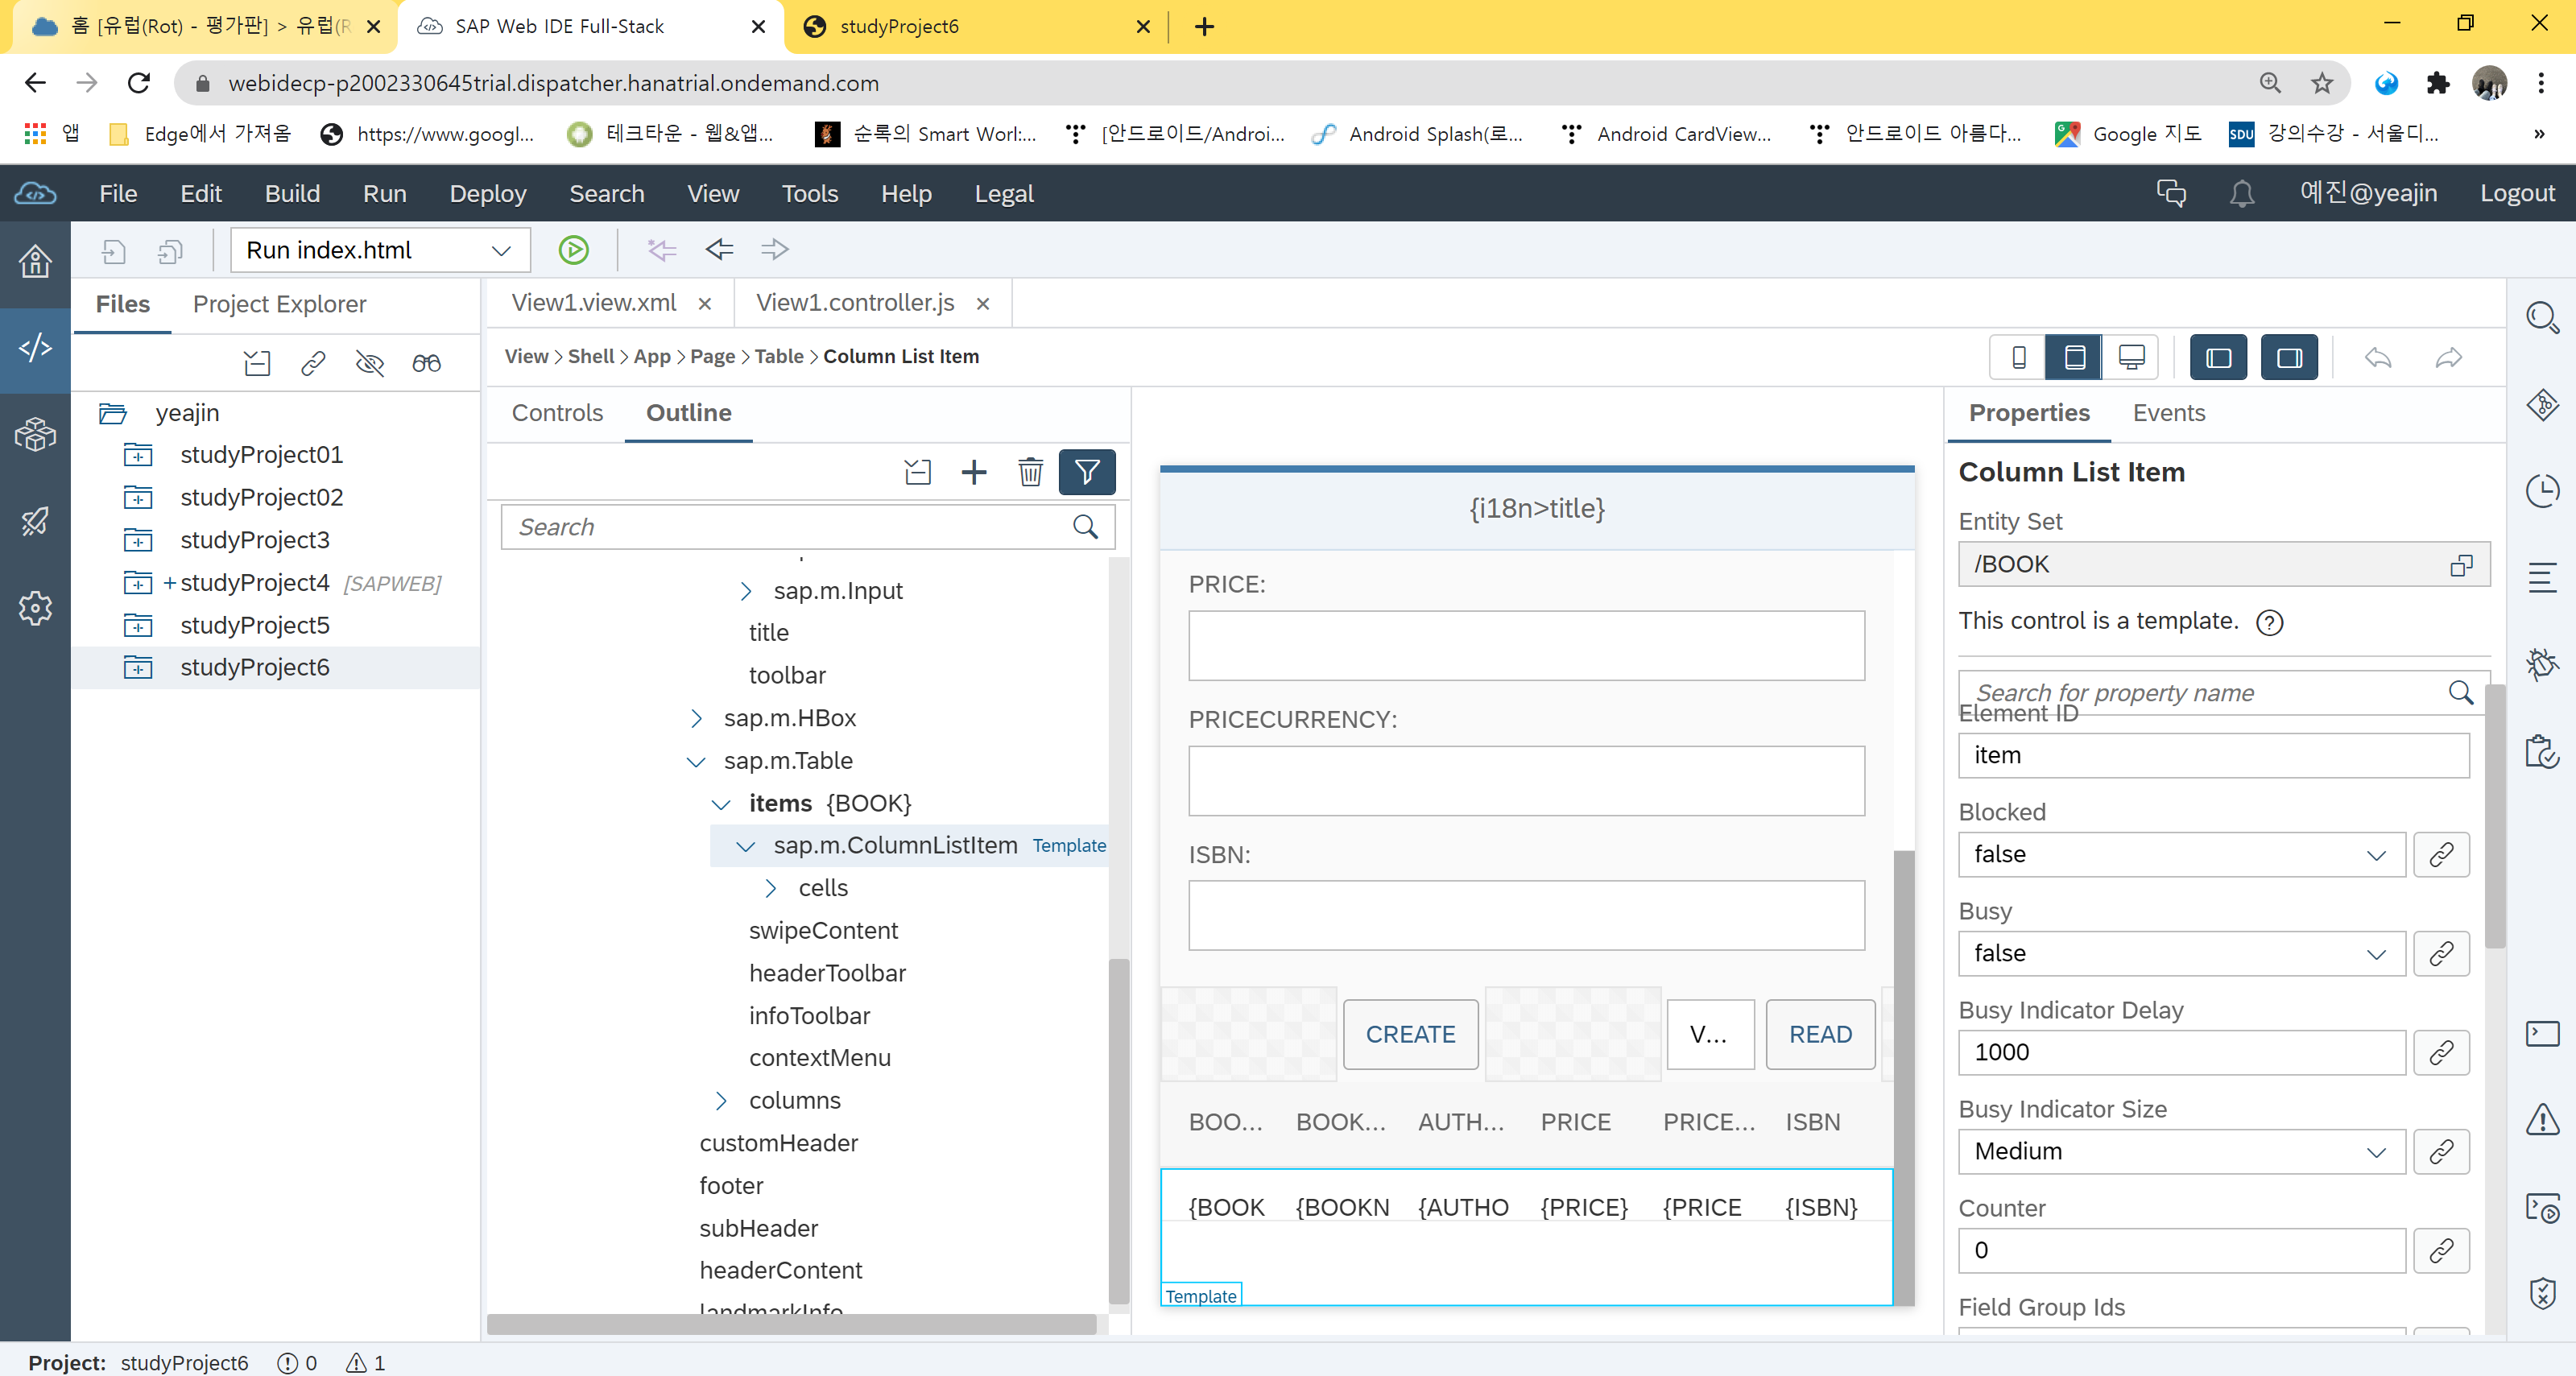 홈 [유럽(Rot) - 평가판] > 유럽(R
SAP Web IDE Full-Stack
studyProject6
webidecp-p2002330645trial.dispatcher.hanatrial.ondemand.com
앱
Edge에서 가져옴
https://www.googl...
테크타운 - 웹&앱...
순록의 Smart Worl:...
[안드로이드/Androi...
Android Splash(로...
Android CardView...
안드로이드 아름다...
Google 지도
SDU
강의수강 - 서울디...
»
File Edit Build Run Deploy Search View Tools Help Legal
예진@yeajin
Logout
Run index.html
Files
Project Explorer
View1.view.xml
View1.controller.js
View > Shell > App > Page > Table > Column List Item
yeajin
studyProject01
studyProject02
studyProject3
+ studyProject4 [SAPWEB]
studyProject5
studyProject6
Controls
Outline
Search
sap.m.Input
title
toolbar
sap.m.HBox
sap.m.Table
items {BOOK}
sap.m.ColumnListItem Template
cells
swipeContent
headerToolbar
infoToolbar
contextMenu
columns
customHeader
footer
subHeader
headerContent
landmarkInfo
{i18n>title}
PRICE:
PRICECURRENCY:
ISBN:
CREATE
V...
READ
BOO... BOOK... AUTH... PRICE PRICE... ISBN
{BOOK {BOOKN {AUTHO {PRICE} {PRICE {ISBN}
Template
Properties
Events
Column List Item
Entity Set
/BOOK
This control is a template. ?
Search for property name
Element ID
item
Blocked
false
Busy
false
Busy Indicator Delay
1000
Busy Indicator Size
Medium
Counter
0
Field Group Ids
Project: studyProject6 0 1